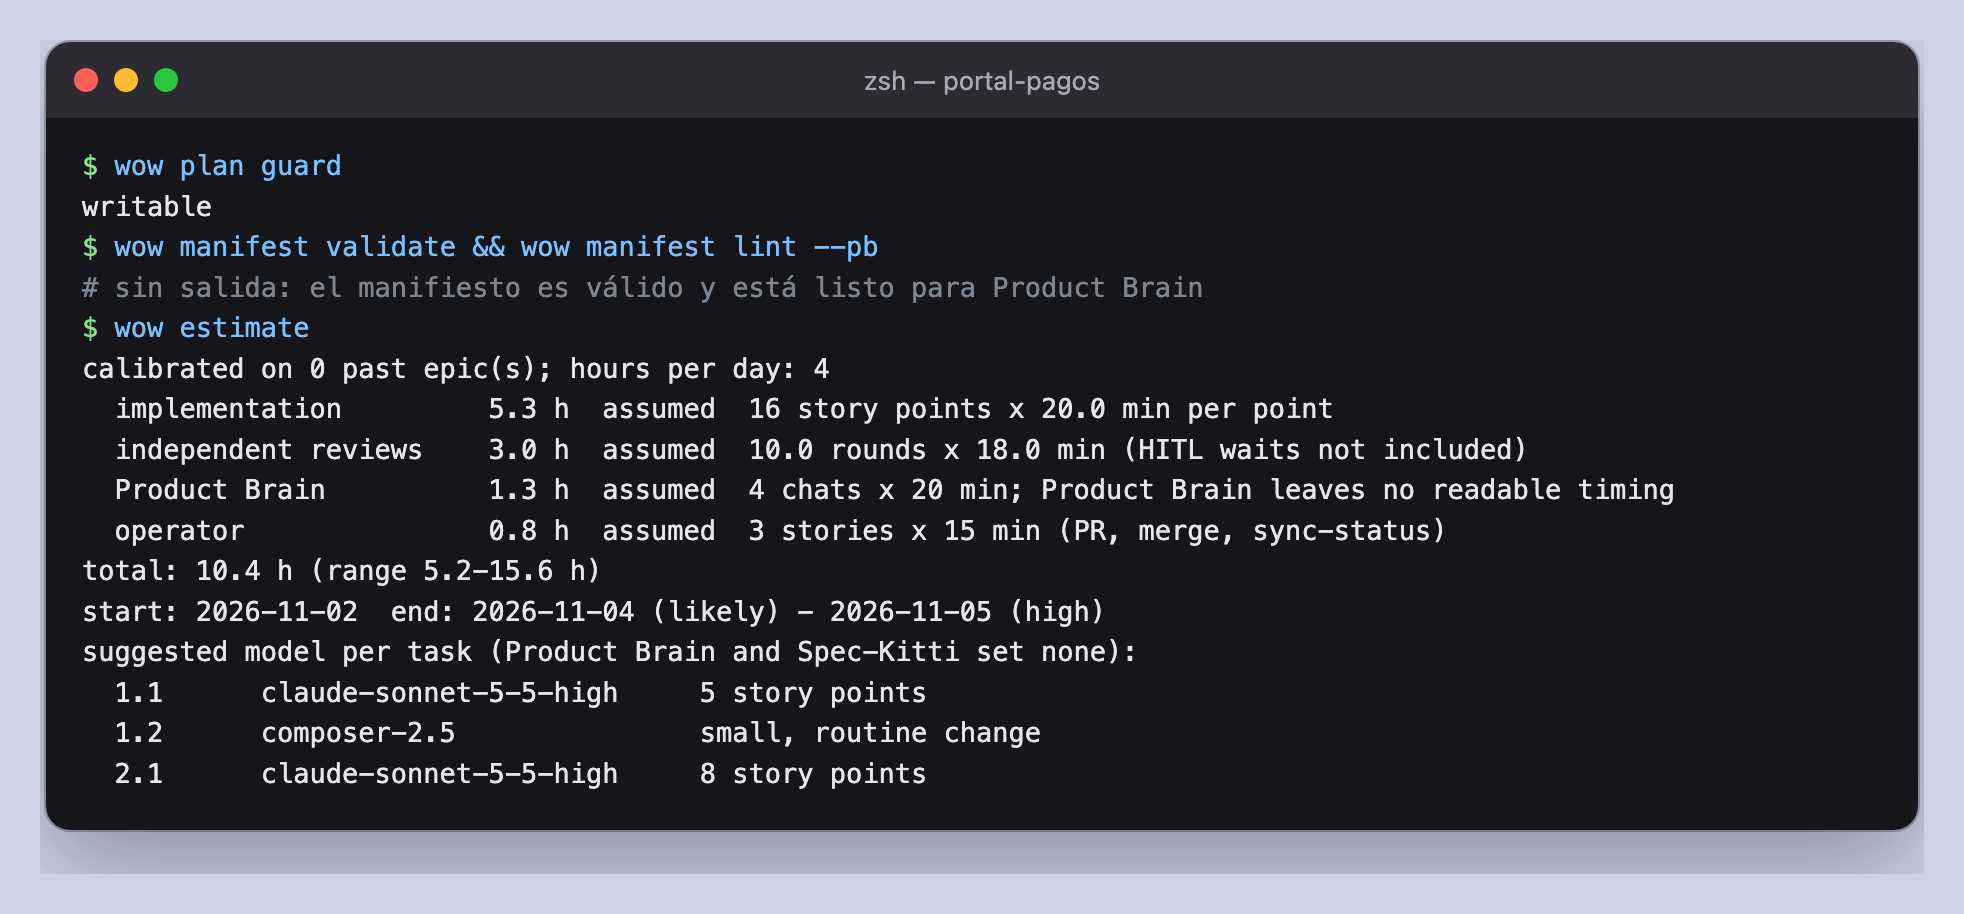 zsh — portal-pagos
$ wow plan guard
writable
$ wow manifest validate && wow manifest lint --pb
# sin salida: el manifiesto es válido y está listo para Product Brain
$ wow estimate
calibrated on 0 past epic(s); hours per day: 4
  implementation         5.3 h  assumed  16 story points x 20.0 min per point
  independent reviews    3.0 h  assumed  10.0 rounds x 18.0 min (HITL waits not included)
  Product Brain          1.3 h  assumed  4 chats x 20 min; Product Brain leaves no readable timing
  operator               0.8 h  assumed  3 stories x 15 min (PR, merge, sync-status)
total: 10.4 h (range 5.2-15.6 h)
start: 2026-11-02  end: 2026-11-04 (likely) - 2026-11-05 (high)
suggested model per task (Product Brain and Spec-Kitti set none):
  1.1      claude-sonnet-5-5-high     5 story points
  1.2      composer-2.5               small, routine change
  2.1      claude-sonnet-5-5-high     8 story points